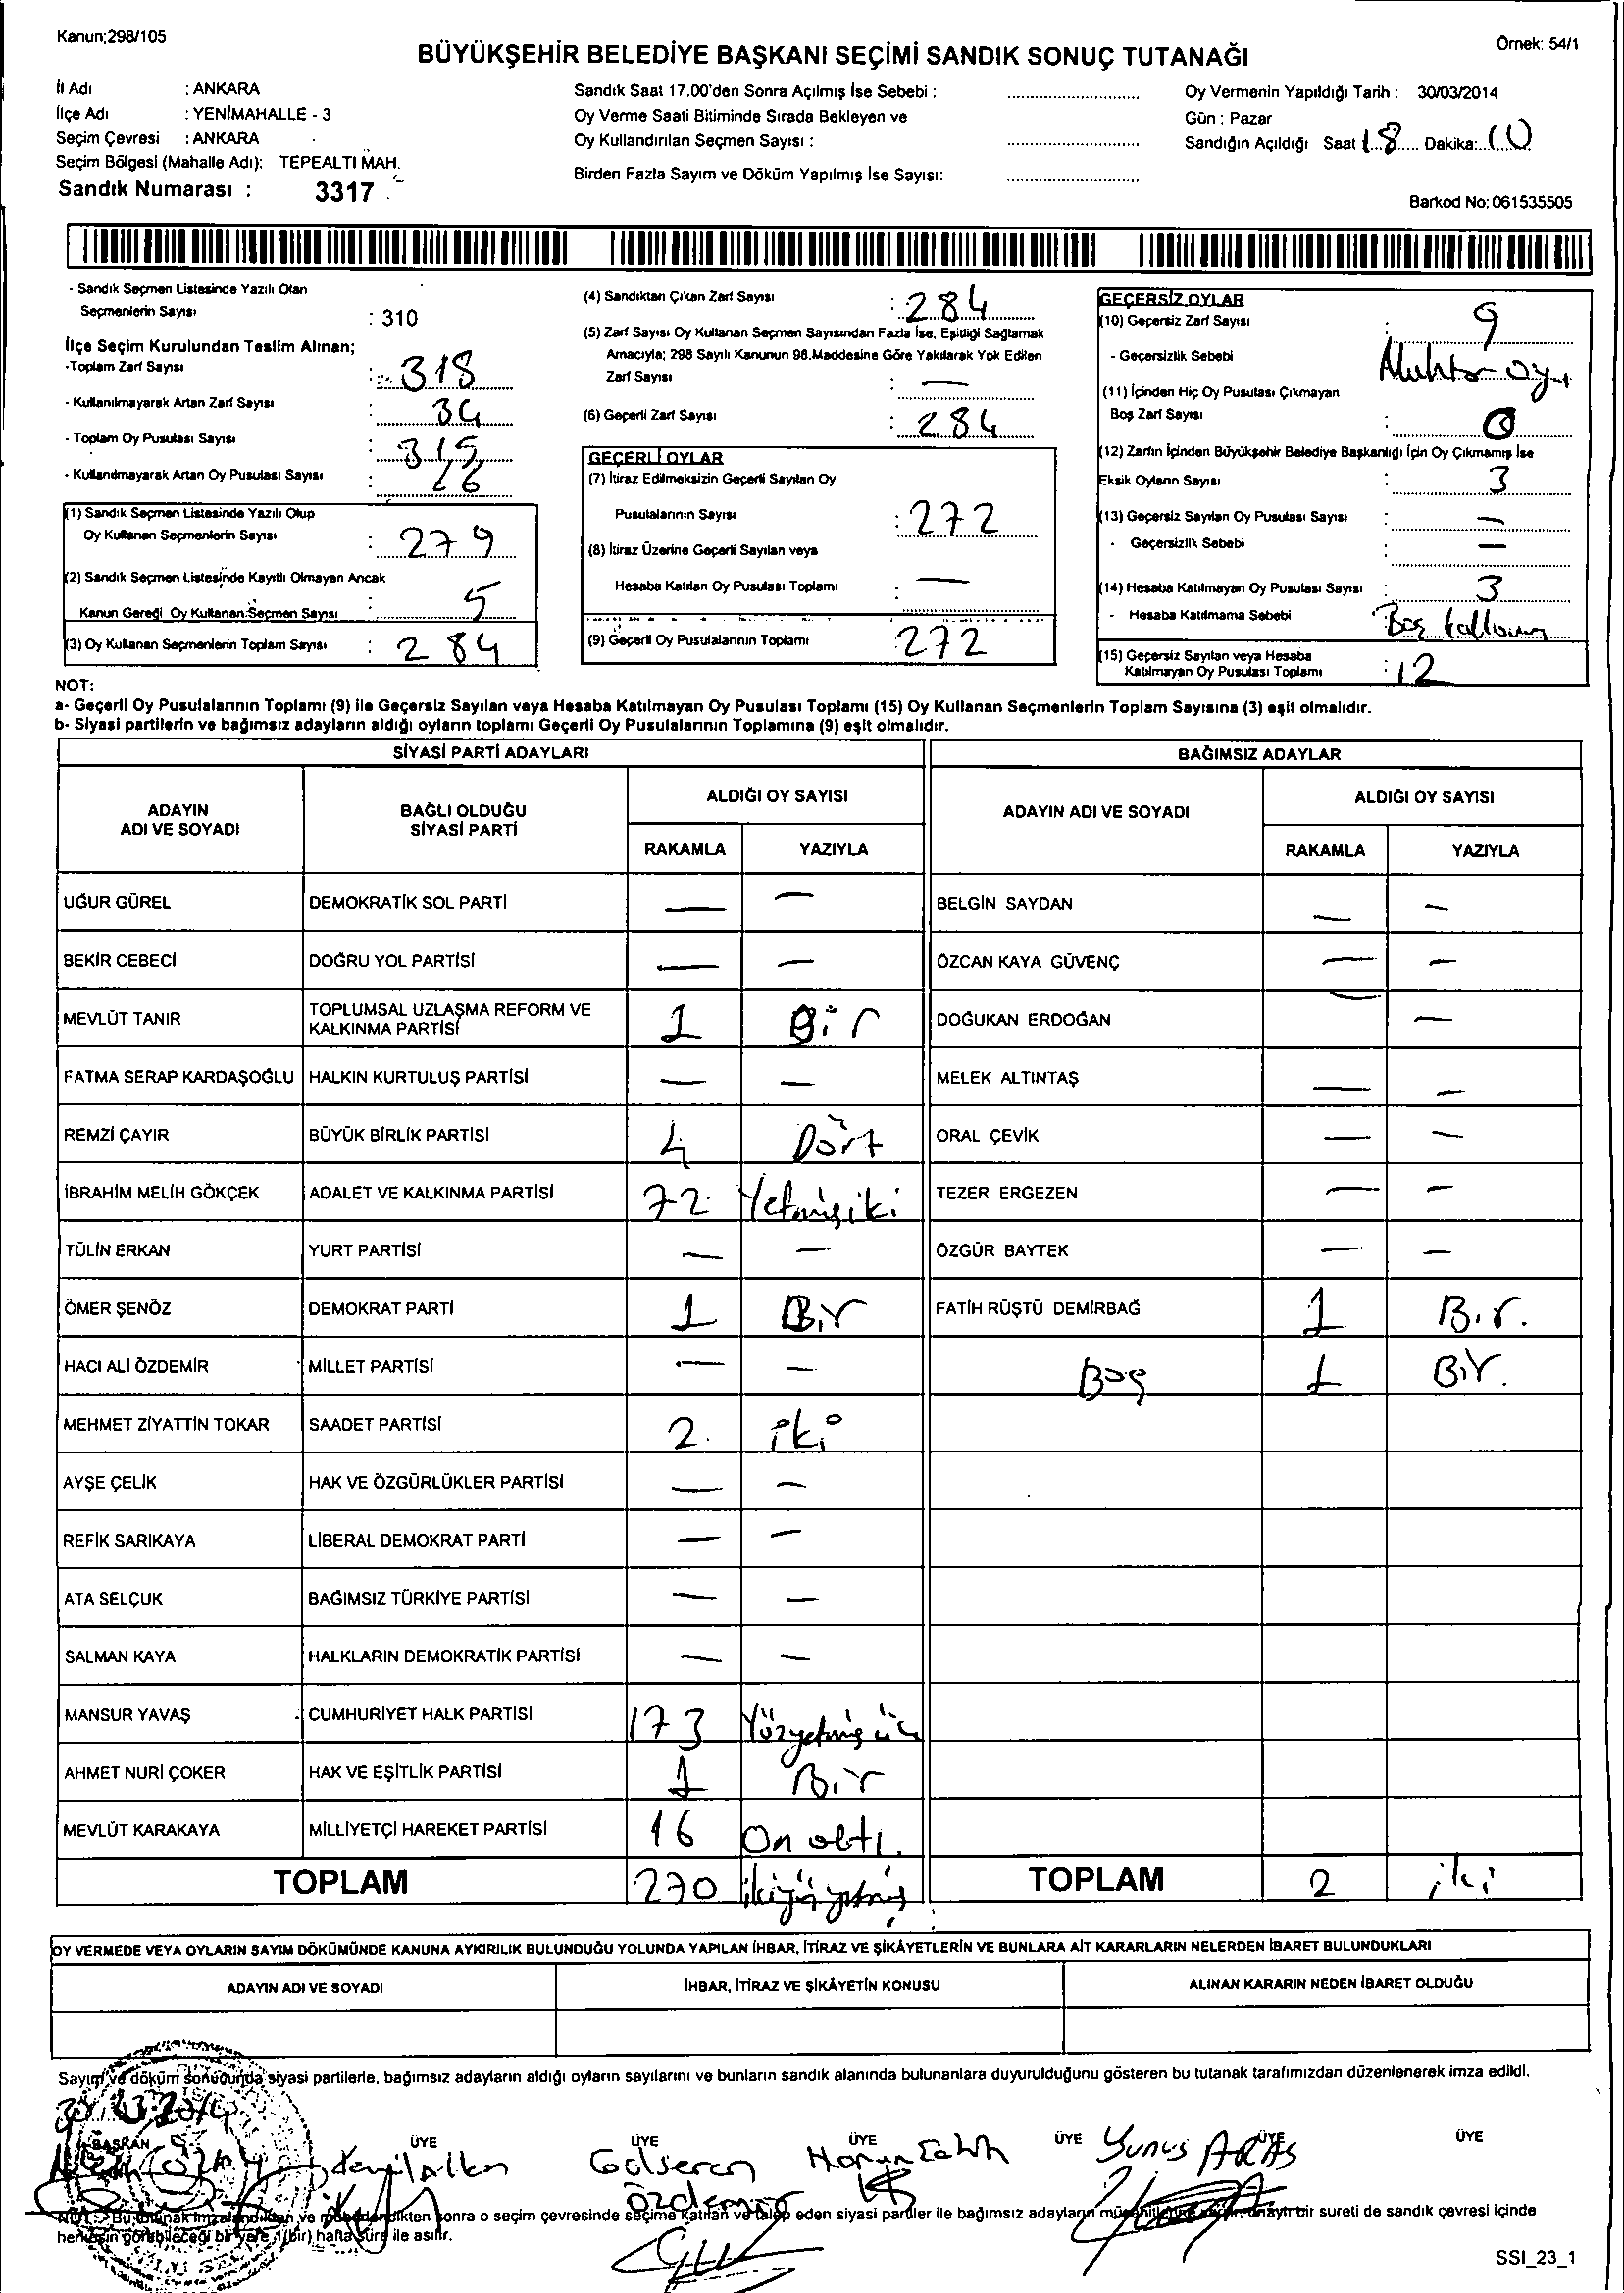 Kanun;298/105
Örnek: 54/1
BÜYÜKŞEHİR BELEDİYE BAŞKANI SEÇİMİ SANDIK SONUÇ TUTANAĞI
İl Adı : ANKARA
İlçe Adı : YENİMAHALLE - 3
Seçim Çevresi : ANKARA
Seçim Bölgesi (Mahalle Adı): TEPEALTI MAH.
Sandık Numarası : 3317
Sandık Saat 17.00'den Sonra Açılmış İse Sebebi :
Oy Verme Saati Bitiminde Sırada Bekleyen ve
Oy Kullandırılan Seçmen Sayısı :
Birden Fazla Sayım ve Döküm Yapılmış İse Sayısı:
Oy Vermenin Yapıldığı Tarih : 30/03/2014
Gün : Pazar
Sandığın Açıldığı Saat 18 Dakika: 10
Barkod No: 061535505
- Sandık Seçmen Listesinde Yazılı Olan
Seçmenlerin Sayısı : 310
İlçe Seçim Kurulundan Teslim Alınan;
-Toplam Zarf Sayısı : 318
- Kullanılmayarak Artan Zarf Sayısı : 34
- Toplam Oy Pusulası Sayısı : 315
- Kullanılmayarak Artan Oy Pusulası Sayısı : 26
(1) Sandık Seçmen Listesinde Yazılı Olup
Oy Kullanan Seçmenlerin Sayısı : 279
(2) Sandık Seçmen Listesinde Kayıtlı Olmayan Ancak
Kanun Gereği Oy Kullanan Seçmen Sayısı : 5
(3) Oy Kullanan Seçmenlerin Toplam Sayısı : 284
(4) Sandıktan Çıkan Zarf Sayısı : 284
(5) Zarf Sayısı Oy Kullanan Seçmen Sayısından Fazla İse, Eşitliği Sağlamak
Amacıyla; 298 Sayılı Kanunun 98.Maddesine Göre Yakılarak Yok Edilen
Zarf Sayısı : —
(6) Geçerli Zarf Sayısı : 284
GEÇERLİ OYLAR
(7) İtiraz Edilmeksizin Geçerli Sayılan Oy
Pusulalarının Sayısı : 272
(8) İtiraz Üzerine Geçerli Sayılan veya
Hesaba Katılan Oy Pusulası Toplamı : —
(9) Geçerli Oy Pusulalarının Toplamı : 272
GEÇERSİZ OYLAR
(10) Geçersiz Zarf Sayısı : 9
- Geçersizlik Sebebi Muhtar oyu
(11) İçinden Hiç Oy Pusulası Çıkmayan
Boş Zarf Sayısı : 0
(12) Zarfın İçinden Büyükşehir Belediye Başkanlığı İçin Oy Çıkmamış İse
Eksik Oyların Sayısı : 3
(13) Geçersiz Sayılan Oy Pusulası Sayısı : —
- Geçersizlik Sebebi : —
(14) Hesaba Katılmayan Oy Pusulası Sayısı : 3
- Hesaba Katılmama Sebebi Boş
(15) Geçersiz Sayılan veya Hesaba
Katılmayan Oy Pusulası Toplamı : 12
NOT:
a- Geçerli Oy Pusulalarının Toplamı (9) ile Geçersiz Sayılan veya Hesaba Katılmayan Oy Pusulası Toplamı (15) Oy Kullanan Seçmenlerin Toplam Sayısına (3) eşit olmalıdır.
b- Siyasi partilerin ve bağımsız adayların aldığı oyların toplamı Geçerli Oy Pusulalarının Toplamına (9) eşit olmalıdır.
SİYASİ PARTİ ADAYLARI
BAĞIMSIZ ADAYLAR
ADAYIN
ADI VE SOYADI
BAĞLI OLDUĞU
SİYASİ PARTİ
ALDIĞI OY SAYISI
RAKAMLA YAZIYLA
ADAYIN ADI VE SOYADI
ALDIĞI OY SAYISI
RAKAMLA YAZIYLA
UĞUR GÜREL DEMOKRATİK SOL PARTİ — — BELGİN SAYDAN — —
BEKİR CEBECİ DOĞRU YOL PARTİSİ — — ÖZCAN KAYA GÜVENÇ — —
MEVLÜT TANIR TOPLUMSAL UZLAŞMA REFORM VE
KALKINMA PARTİSİ 1 Bir DOĞUKAN ERDOĞAN — —
FATMA SERAP KARDAŞOĞLU HALKIN KURTULUŞ PARTİSİ — — MELEK ALTINTAŞ — —
REMZİ ÇAYIR BÜYÜK BİRLİK PARTİSİ 4 Dört ORAL ÇEVİK — —
İBRAHİM MELİH GÖKÇEK ADALET VE KALKINMA PARTİSİ 72 Yetmişiki TEZER ERGEZEN — —
TÜLİN ERKAN YURT PARTİSİ — — ÖZGÜR BAYTEK — —
ÖMER ŞENÖZ DEMOKRAT PARTİ 1 Bir FATİH RÜŞTÜ DEMİRBAĞ 1 Bir.
HACI ALİ ÖZDEMİR MİLLET PARTİSİ — — Boş 1 Bir.
MEHMET ZİYATTİN TOKAR SAADET PARTİSİ 2. iki
AYŞE ÇELİK HAK VE ÖZGÜRLÜKLER PARTİSİ — —
REFİK SARIKAYA LİBERAL DEMOKRAT PARTİ — —
ATA SELÇUK BAĞIMSIZ TÜRKİYE PARTİSİ — —
SALMAN KAYA HALKLARIN DEMOKRATİK PARTİSİ — —
MANSUR YAVAŞ CUMHURİYET HALK PARTİSİ 173 Yüzyetmiş üç
AHMET NURİ ÇOKER HAK VE EŞİTLİK PARTİSİ 1 Bir
MEVLÜT KARAKAYA MİLLİYETÇİ HAREKET PARTİSİ 16 On altı.
TOPLAM 270 ikiyüz yetmiş TOPLAM 2 iki
OY VERMEDE VEYA OYLARIN SAYIM DÖKÜMÜNDE KANUNA AYKIRILIK BULUNDUĞU YOLUNDA YAPILAN İHBAR, İTİRAZ VE ŞİKÂYETLERİN VE BUNLARA AİT KARARLARIN NELERDEN İBARET BULUNDUKLARI
ADAYIN ADI VE SOYADI İHBAR, İTİRAZ VE ŞİKÂYETİN KONUSU ALINAN KARARIN NEDEN İBARET OLDUĞU
Sayım ve döküm sonucunda siyasi partilerle, bağımsız adayların aldığı oyların sayılarını ve bunların sandık alanında bulunanlara duyurulduğunu gösteren bu tutanak tarafımızdan düzenlenerek imza edildi.
BAŞKAN ÜYE ÜYE ÜYE ÜYE ÜYE ÜYE
Gülseren Yunus ARAS
Özdemir
NOT: Bu tutanak imzalandıktan ve mühürlendikten sonra o seçim çevresinde seçime katılan ve talep eden siyasi partiler ile bağımsız adayların bir sureti de sandık çevresi içinde
herkesin görebileceği bir yere 1(bir) hafta süre ile asılır.
SSI_23_1